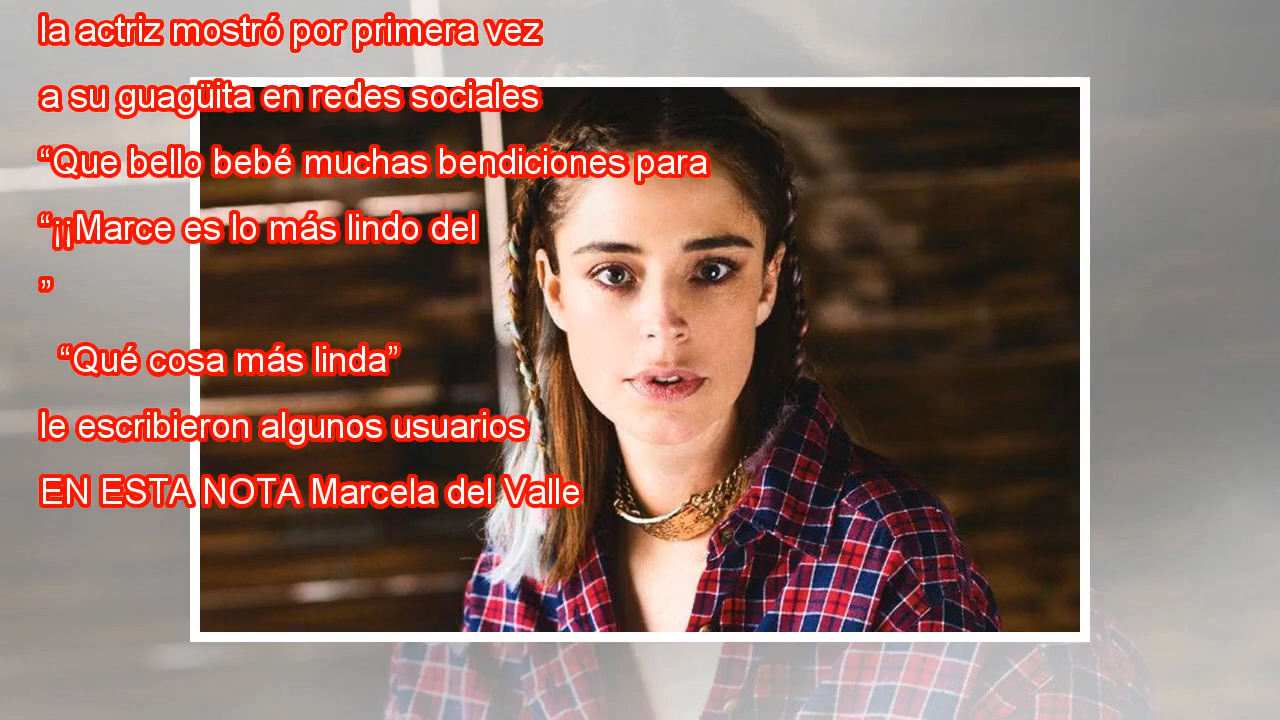 la actriz mostró por primera vez
a su guagüita en redes sociales
“Que bello bebé muchas bendiciones para
“¡¡Marce es lo más lindo del
”
“Qué cosa más linda”
le escribieron algunos usuarios
EN ESTA NOTA Marcela del Valle